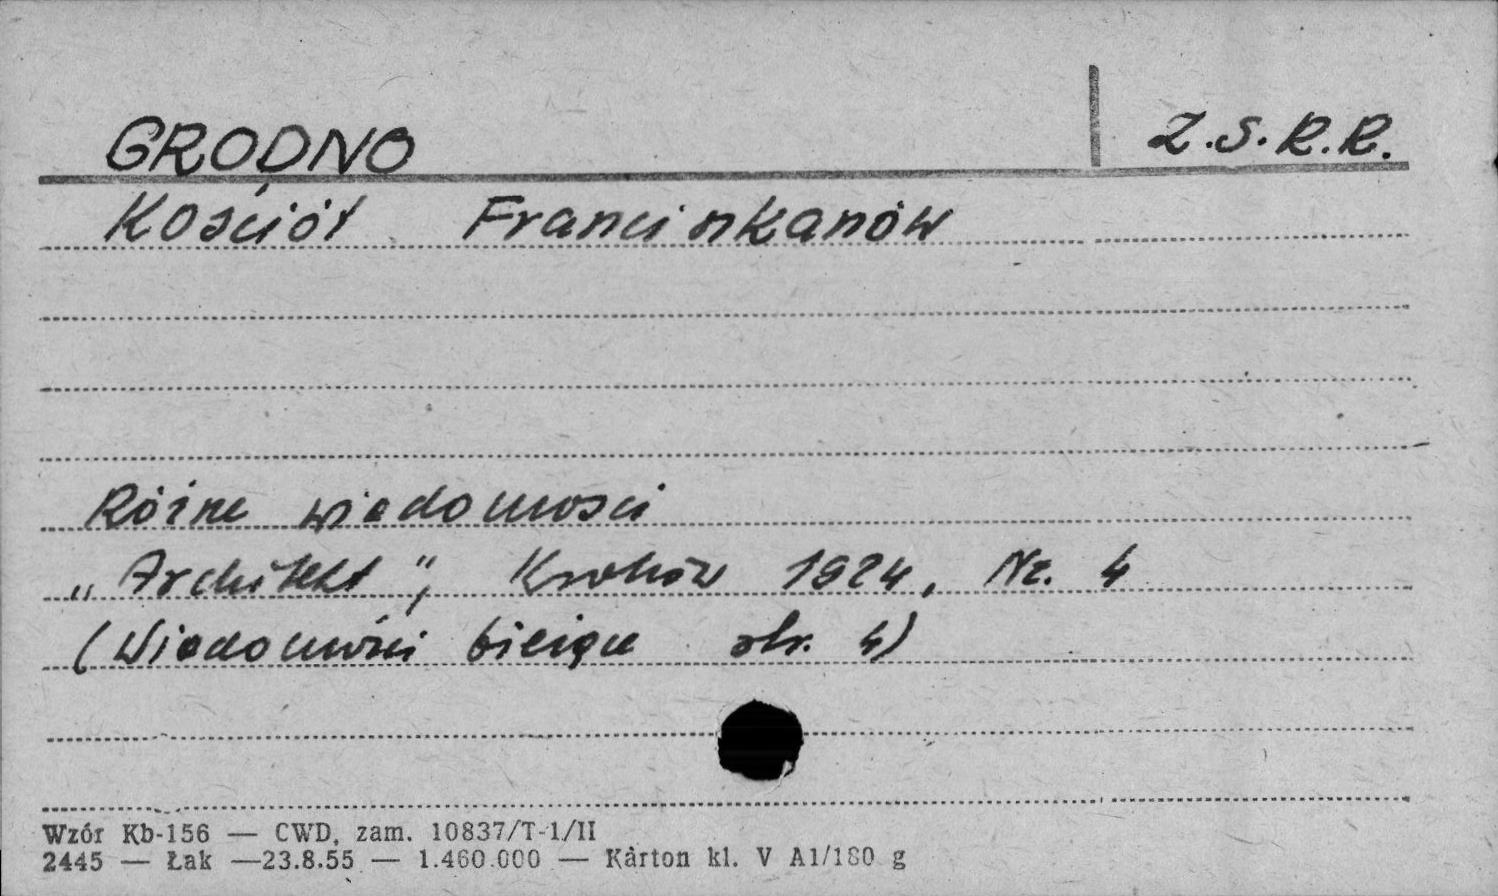 GRODNO Z.S.R.R.
Kościół Franciszkanów
Różne wiadomości
„Architekt", Kraków 1924, Nr. 4
(Wiadomości bieżące str. 4)
Wzór Kb-156 — CWD, zam. 10837/T-1/II
2445 — Łak —23.8.55 — 1.460.000 — Karton kl. V A1/180 g